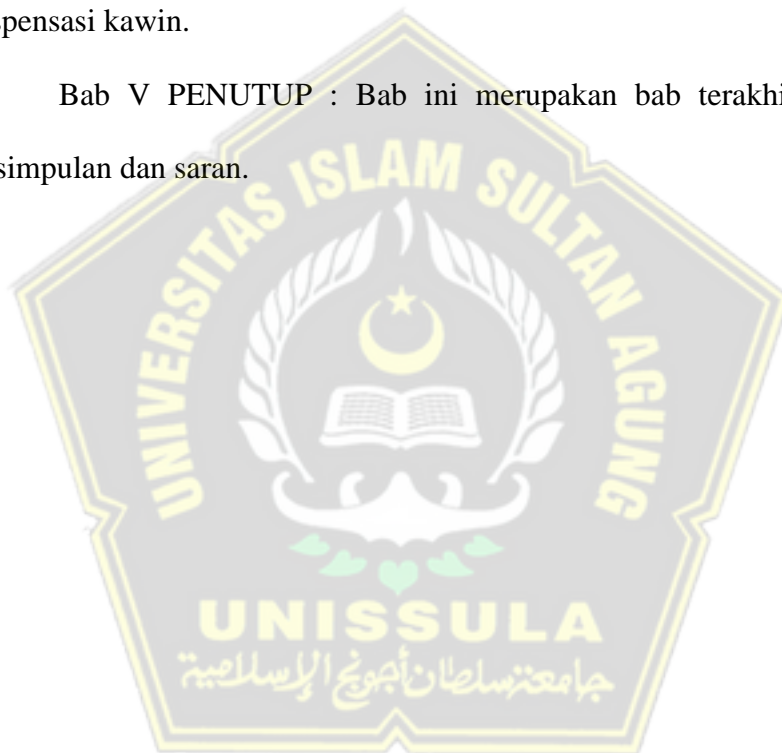 spensasi kawin.
Bab V PENUTUP : Bab ini merupakan bab terakhi
simpulan dan saran.
UNIVERSITAS ISLAM SULTAN AGUNG
UNISSULA
جامعة سلطان أجونج الإسلامية